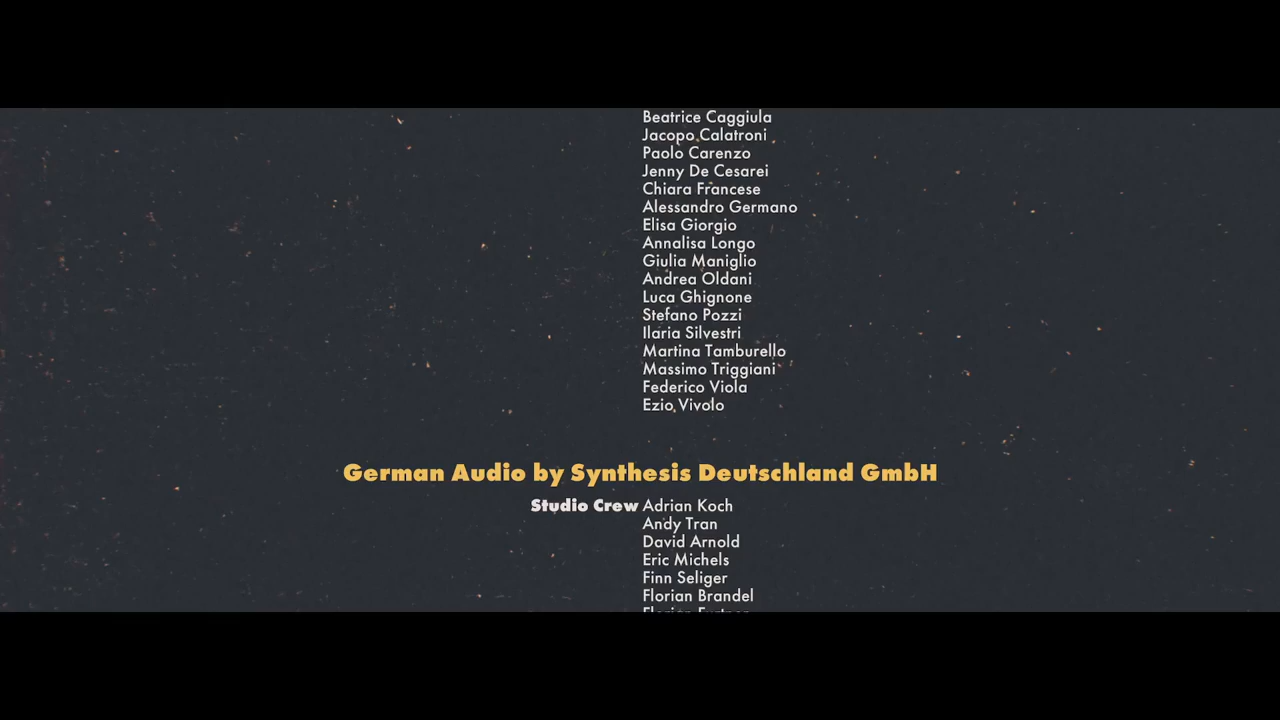 Beatrice Caggiula
Jacopo Calatroni
Paolo Carenzo
Jenny De Cesarei
Chiara Francese
Alessandro Germano
Elisa Giorgio
Annalisa Longo
Giulia Maniglio
Andrea Oldani
Luca Ghignone
Stefano Pozzi
Ilaria Silvestri
Martina Tamburello
Massimo Triggiani
Federico Viola
Ezio Vivolo
German Audio by Synthesis Deutschland GmbH
Studio Crew Adrian Koch
Andy Tran
David Arnold
Eric Michels
Finn Seliger
Florian Brandel